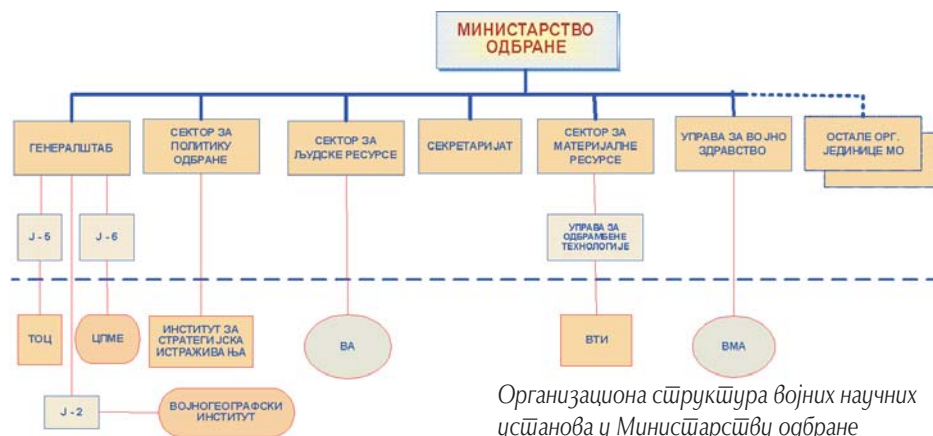 МИНИСТАРСТВО
ОДБРАНЕ
ГЕНЕРАЛШТАБ
СЕКТОР ЗА
ПОЛИТИКУ
ОДБРАНЕ
СЕКТОР ЗА
ЉУДСКЕ РЕСУРСЕ
СЕКРЕТАРИЈАТ
СЕКТОР ЗА
МАТЕРИЈАЛНЕ
РЕСУРСЕ
УПРАВА ЗА ВОЈНО
ЗДРАВСТВО
ОСТАЛЕ ОРГ.
ЈЕДИНИЦЕ МО
Ј - 5
Ј - 6
УПРАВА ЗА
ОДБРАМБЕНЕ
ТЕХНОЛОГИЈЕ
ТОЦ
ЦПМЕ
ИНСТИТУТ ЗА
СТРАТЕГИЈСКА
ИСТРАЖИВАЊА
ВА
ВТИ
ВМА
Ј - 2
ВОЈНОГЕОГРАФСКИ
ИНСТИТУТ
Организациона структура војних научних
установа у Министарству одбране